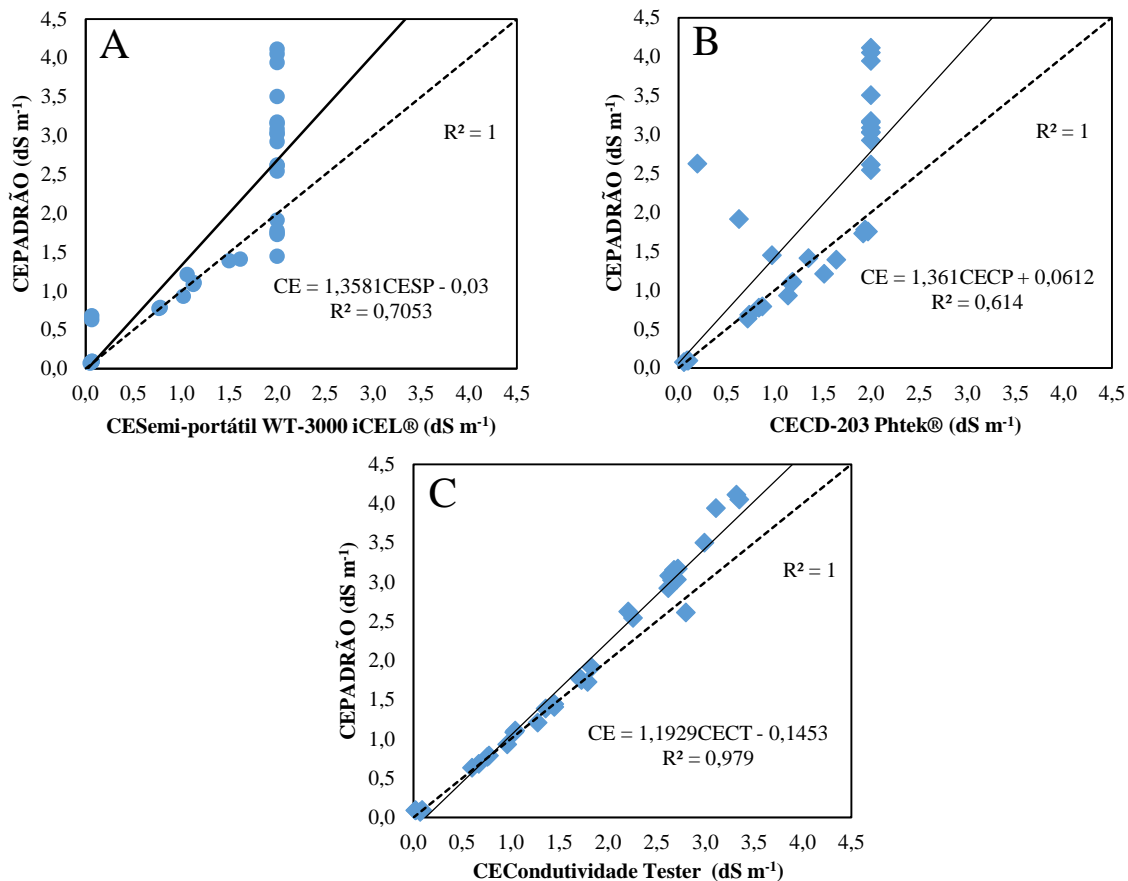 A
4,5
4,0
3,5
3,0
2,5
2,0
1,5
1,0
0,5
0,0
CEPADRÃO (dS m-1)
R² = 1
CE = 1,3581CESP - 0,03
R² = 0,7053
0,0 0,5 1,0 1,5 2,0 2,5 3,0 3,5 4,0 4,5
CESemi-portátil WT-3000 iCEL® (dS m-1)
B
4,5
4,0
3,5
3,0
2,5
2,0
1,5
1,0
0,5
0,0
CEPADRÃO (dS m-1)
R² = 1
CE = 1,361CECP + 0,0612
R² = 0,614
0,0 0,5 1,0 1,5 2,0 2,5 3,0 3,5 4,0 4,5
CECD-203 Phtek® (dS m-1)
C
4,5
4,0
3,5
3,0
2,5
2,0
1,5
1,0
0,5
0,0
CEPADRÃO (dS m-1)
R² = 1
CE = 1,1929CECT - 0,1453
R² = 0,979
0,0 0,5 1,0 1,5 2,0 2,5 3,0 3,5 4,0 4,5
CECondutividade Tester (dS m-1)